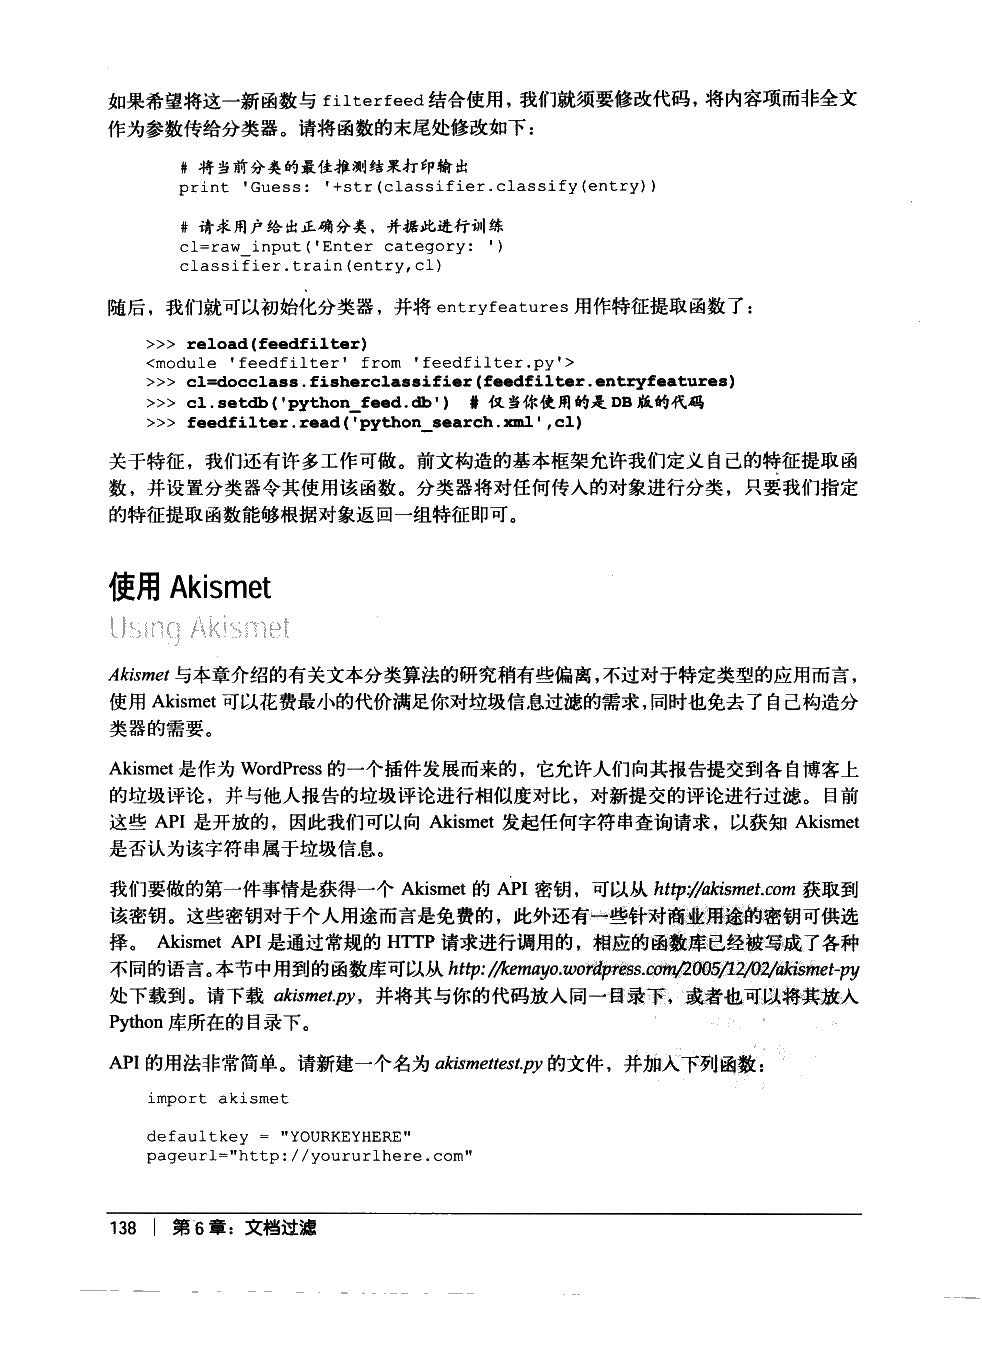 如果希望将这一新函数与 filterfeed 结合使用，我们就须要修改代码，将内容项而非全文
作为参数传给分类器。请将函数的末尾处修改如下：
# 将当前分类的最佳推测结果打印输出
print 'Guess: '+str(classifier.classify(entry))
# 请求用户给出正确分类，并据此进行训练
cl=raw_input('Enter category: ')
classifier.train(entry,cl)
随后，我们就可以初始化分类器，并将 entryfeatures 用作特征提取函数了：
>>> reload(feedfilter)
<module 'feedfilter' from 'feedfilter.py'>
>>> cl=docclass.fisherclassifier(feedfilter.entryfeatures)
>>> cl.setdb('python_feed.db') # 仅当你使用的是 DB 版的代码
>>> feedfilter.read('python_search.xml',cl)
关于特征，我们还有许多工作可做。前文构造的基本框架允许我们定义自己的特征提取函
数，并设置分类器令其使用该函数。分类器将对任何传入的对象进行分类，只要我们指定
的特征提取函数能够根据对象返回一组特征即可。
使用 Akismet
Using Akismet
Akismet 与本章介绍的有关文本分类算法的研究稍有些偏离，不过对于特定类型的应用而言，
使用 Akismet 可以花费最小的代价满足你对垃圾信息过滤的需求，同时也免去了自己构造分
类器的需要。
Akismet 是作为 WordPress 的一个插件发展而来的，它允许人们向其报告提交到各自博客上
的垃圾评论，并与他人报告的垃圾评论进行相似度对比，对新提交的评论进行过滤。目前
这些 API 是开放的，因此我们可以向 Akismet 发起任何字符串查询请求，以获知 Akismet
是否认为该字符串属于垃圾信息。
我们要做的第一件事情是获得一个 Akismet 的 API 密钥，可以从 http://akismet.com 获取到
该密钥。这些密钥对于个人用途而言是免费的，此外还有一些针对商业用途的密钥可供选
择。 Akismet API 是通过常规的 HTTP 请求进行调用的，相应的函数库已经被写成了各种
不同的语言。本节中用到的函数库可以从 http://kemayo.wordpress.com/2005/12/02/akismet-py
处下载到。请下载 akismet.py，并将其与你的代码放入同一目录下，或者也可以将其放入
Python 库所在的目录下。
API 的用法非常简单。请新建一个名为 akismettest.py 的文件，并加入下列函数：
import akismet
defaultkey = "YOURKEYHERE"
pageurl="http://yoururlhere.com"
138 | 第 6 章：文档过滤